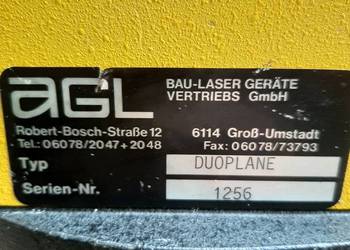 aGL
BAU-LASER GERÄTE
VERTRIEBS GmbH
Robert-Bosch-Straße 12
Tel.: 06078/2047+2048
6114 Groß-Umstadt
Fax: 06078/73793
Typ DUOPLANE
Serien-Nr. 1256